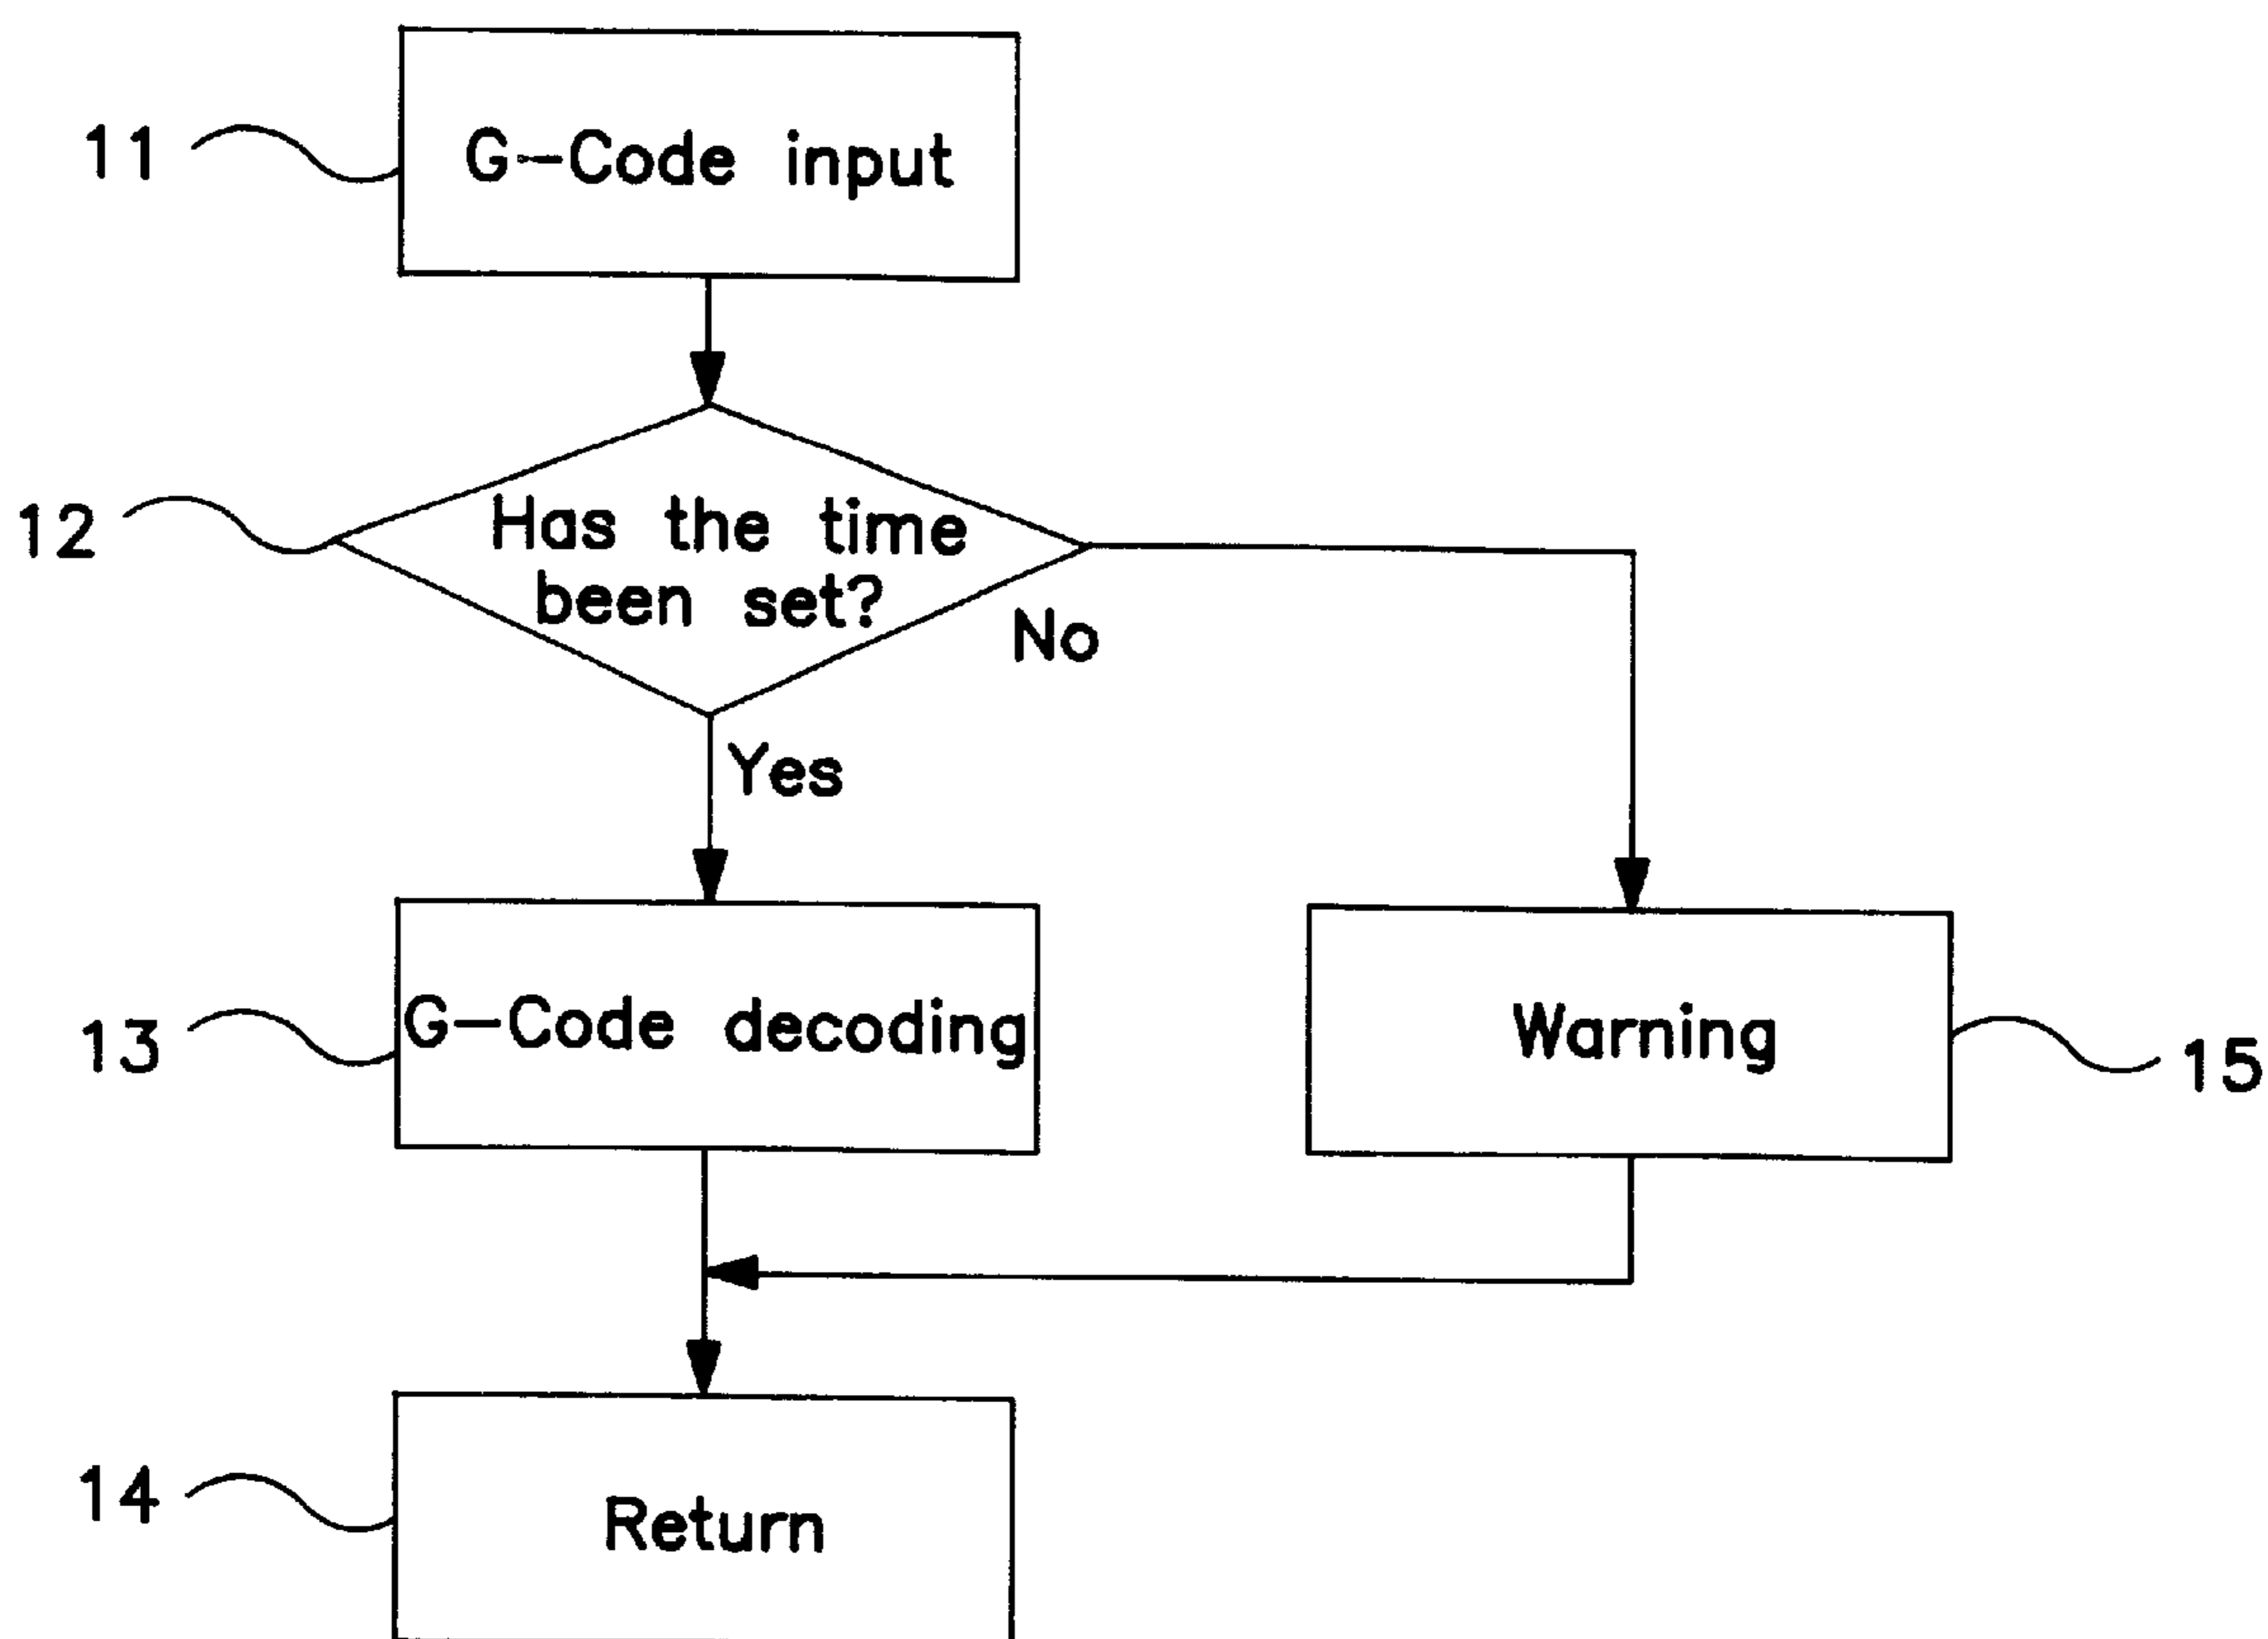 11
G-Code input
12
Has the time
been set?
No
Yes
13
G-Code decoding
Warning
15
14
Return